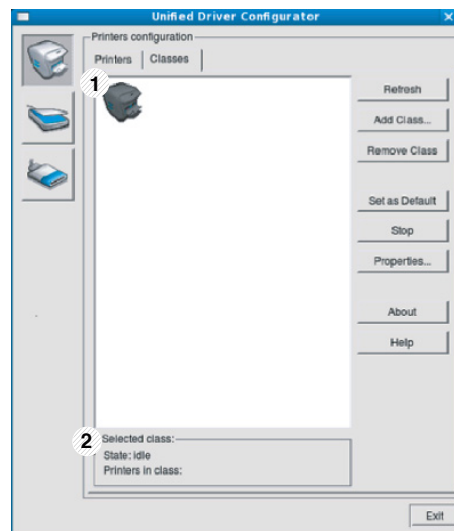 Unified Driver Configurator
Printers configuration
Printers
Classes
1
Refresh
Add Class...
Remove Class
Set as Default
Stop
Properties...
About
Help
2
Selected class:
State: idle
Printers in class:
Exit